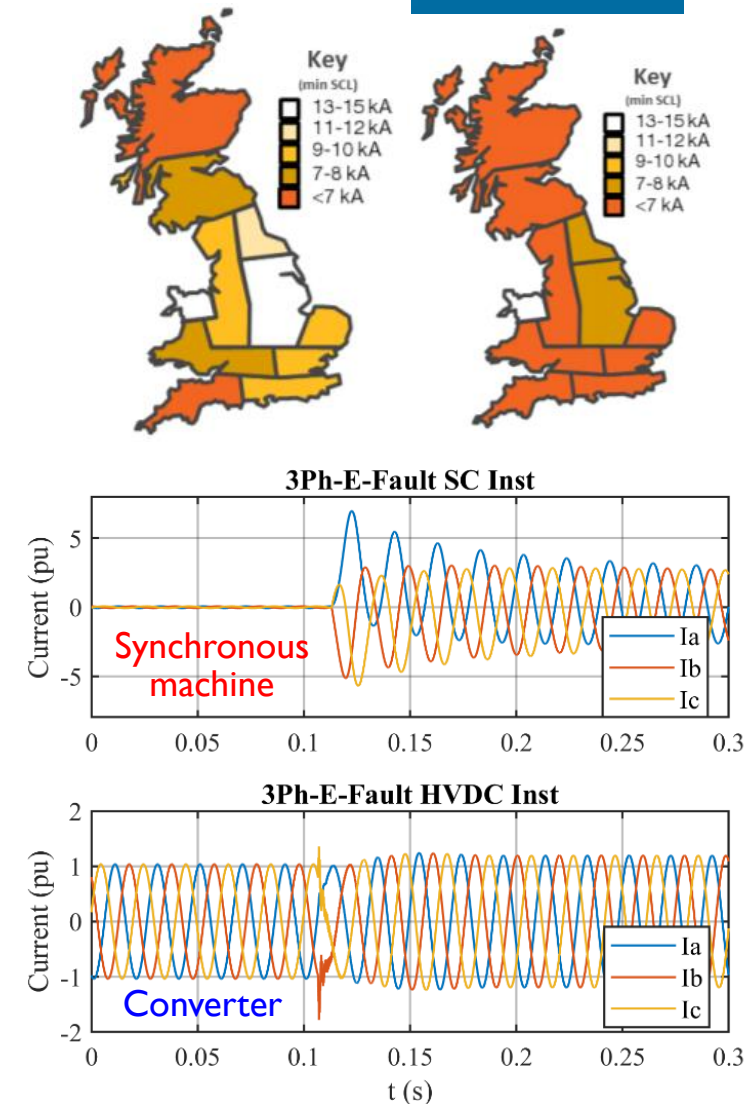 Key
(min SCL)
13-15 kA
11-12 kA
9-10 kA
7-8 kA
<7 kA
Key
(min SCL)
13-15 kA
11-12 kA
9-10 kA
7-8 kA
<7 kA
3Ph-E-Fault SC Inst
Current (pu)
5
0
-5
Synchronous
machine
Ia
Ib
Ic
0 0.05 0.1 0.15 0.2 0.25 0.3
3Ph-E-Fault HVDC Inst
Current (pu)
2
1
0
-1
-2
Converter
Ia
Ib
Ic
0 0.05 0.1 0.15 0.2 0.25 0.3
t (s)